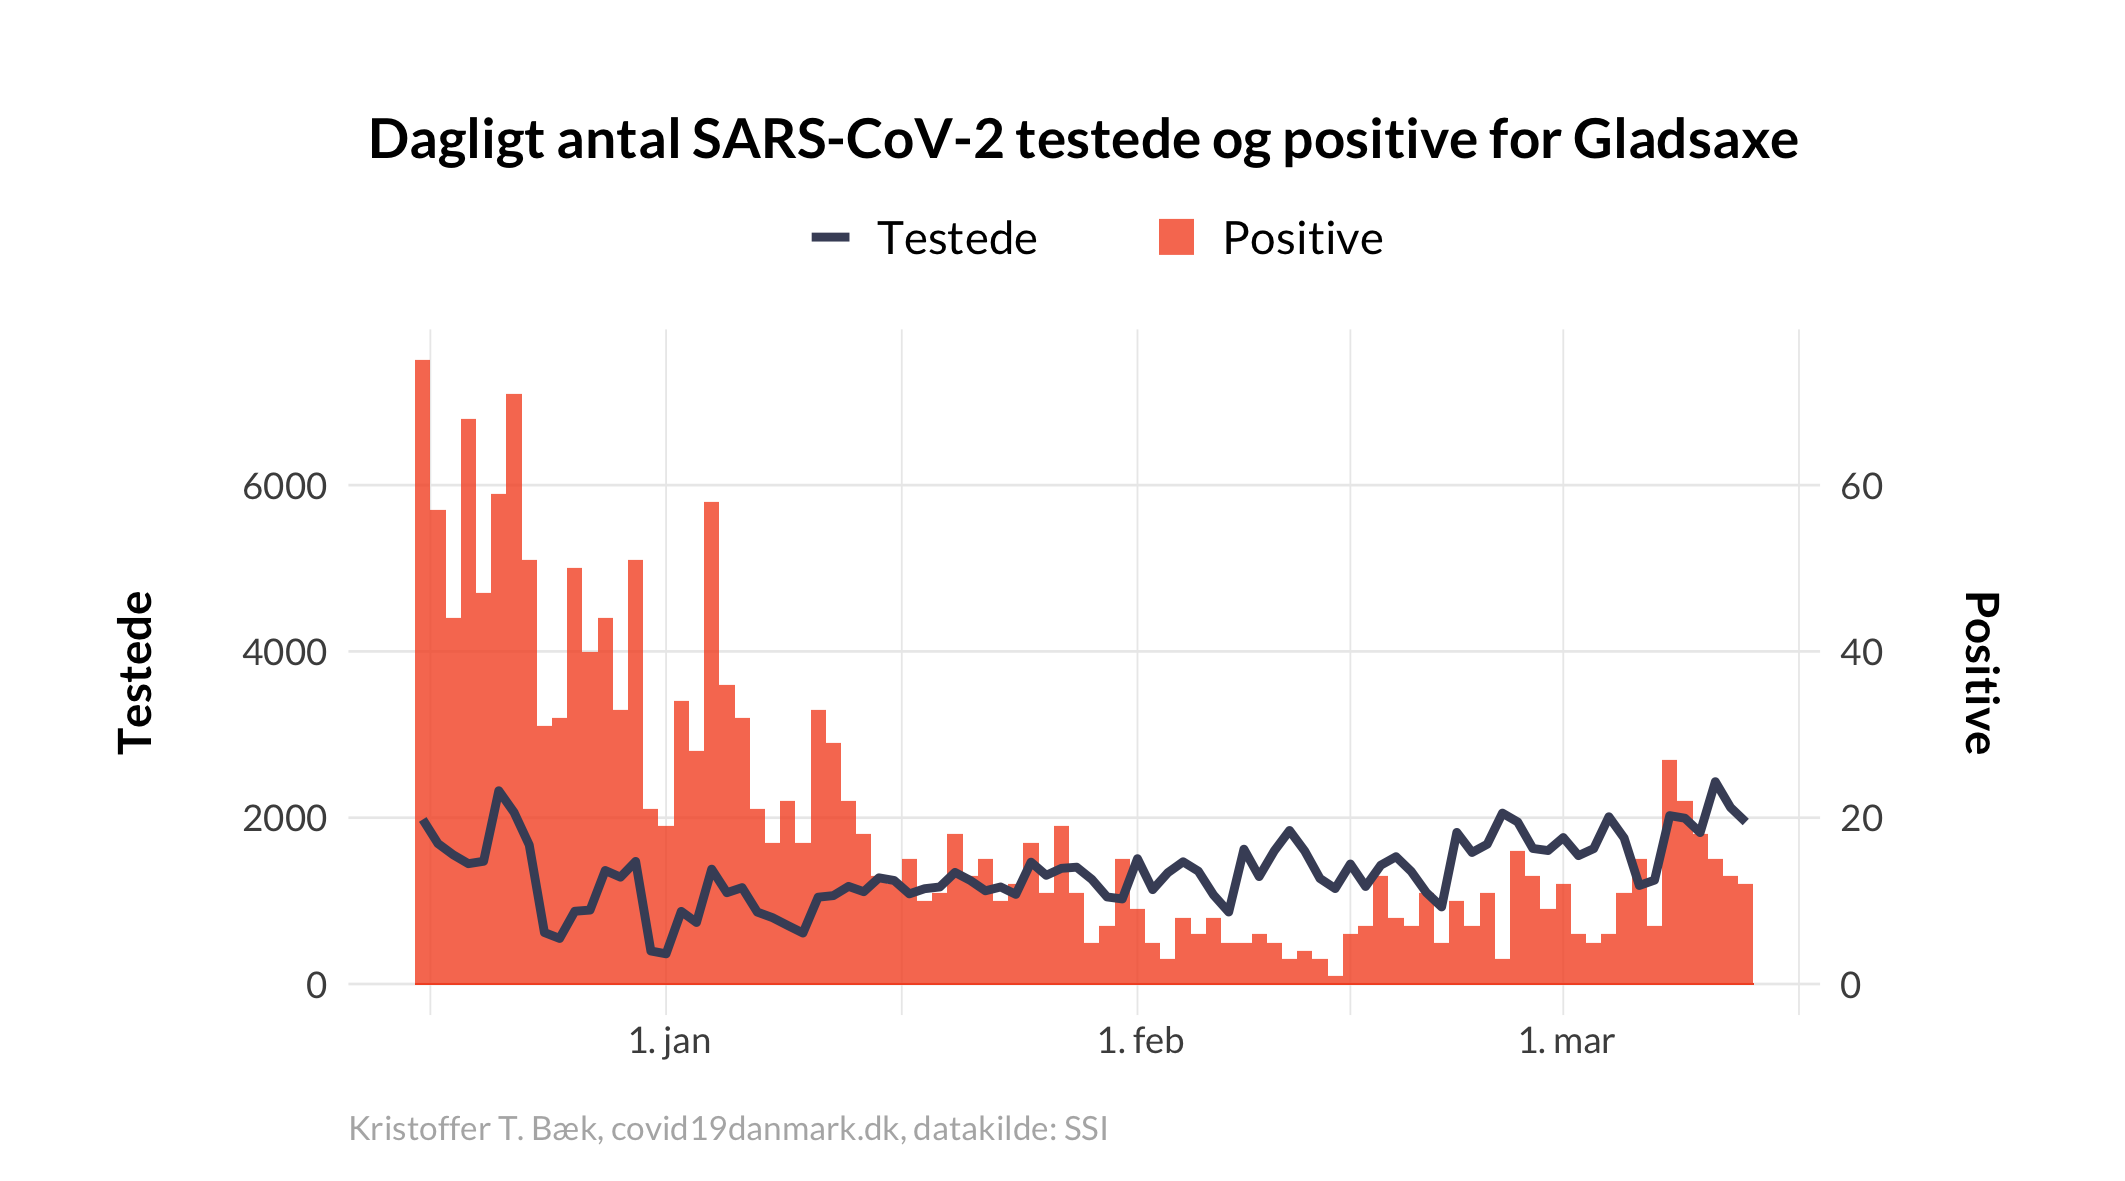 Dagligt antal SARS-CoV-2 testede og positive for Gladsaxe
Testede Positive
6000
4000
2000
0
Testede
60
40
20
0
Positive
1. jan 1. feb 1. mar
Kristoffer T. Bæk, covid19danmark.dk, datakilde: SSI